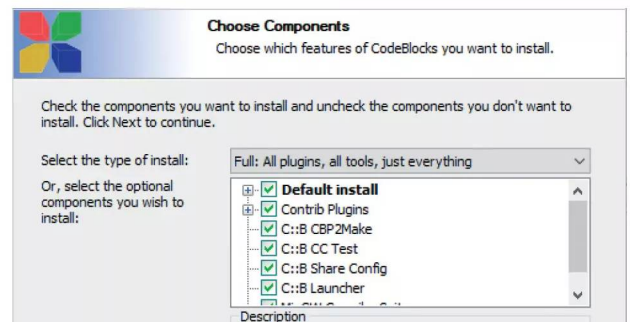 Choose Components
Choose which features of CodeBlocks you want to install.
Check the components you want to install and uncheck the components you don't want to
install. Click Next to continue.
Select the type of install:
Full: All plugins, all tools, just everything
Or, select the optional
components you wish to
install:
Default install
Contrib Plugins
C::B CBP2Make
C::B CC Test
C::B Share Config
C::B Launcher
Description